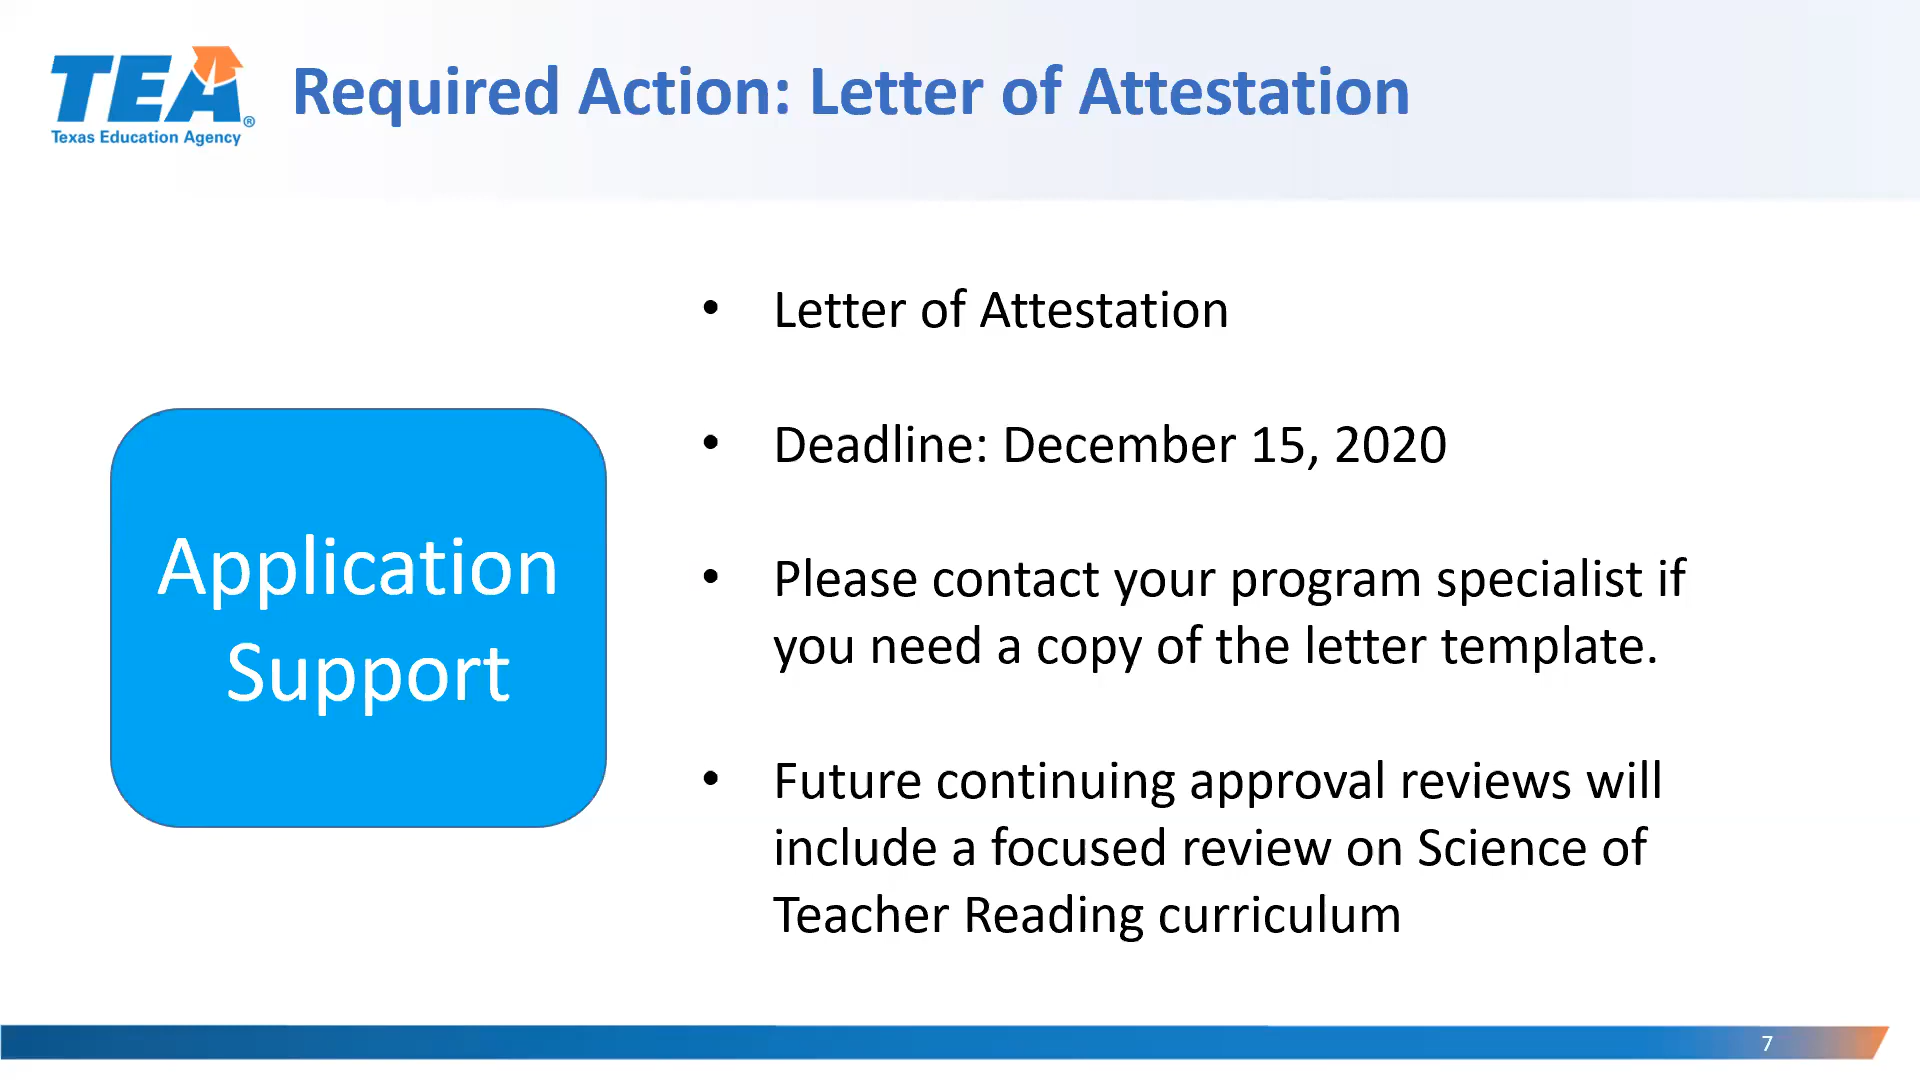 TEA®
Texas Education Agency
Required Action: Letter of Attestation
Application
Support
• Letter of Attestation
• Deadline: December 15, 2020
• Please contact your program specialist if
you need a copy of the letter template.
• Future continuing approval reviews will
include a focused review on Science of
Teacher Reading curriculum
7